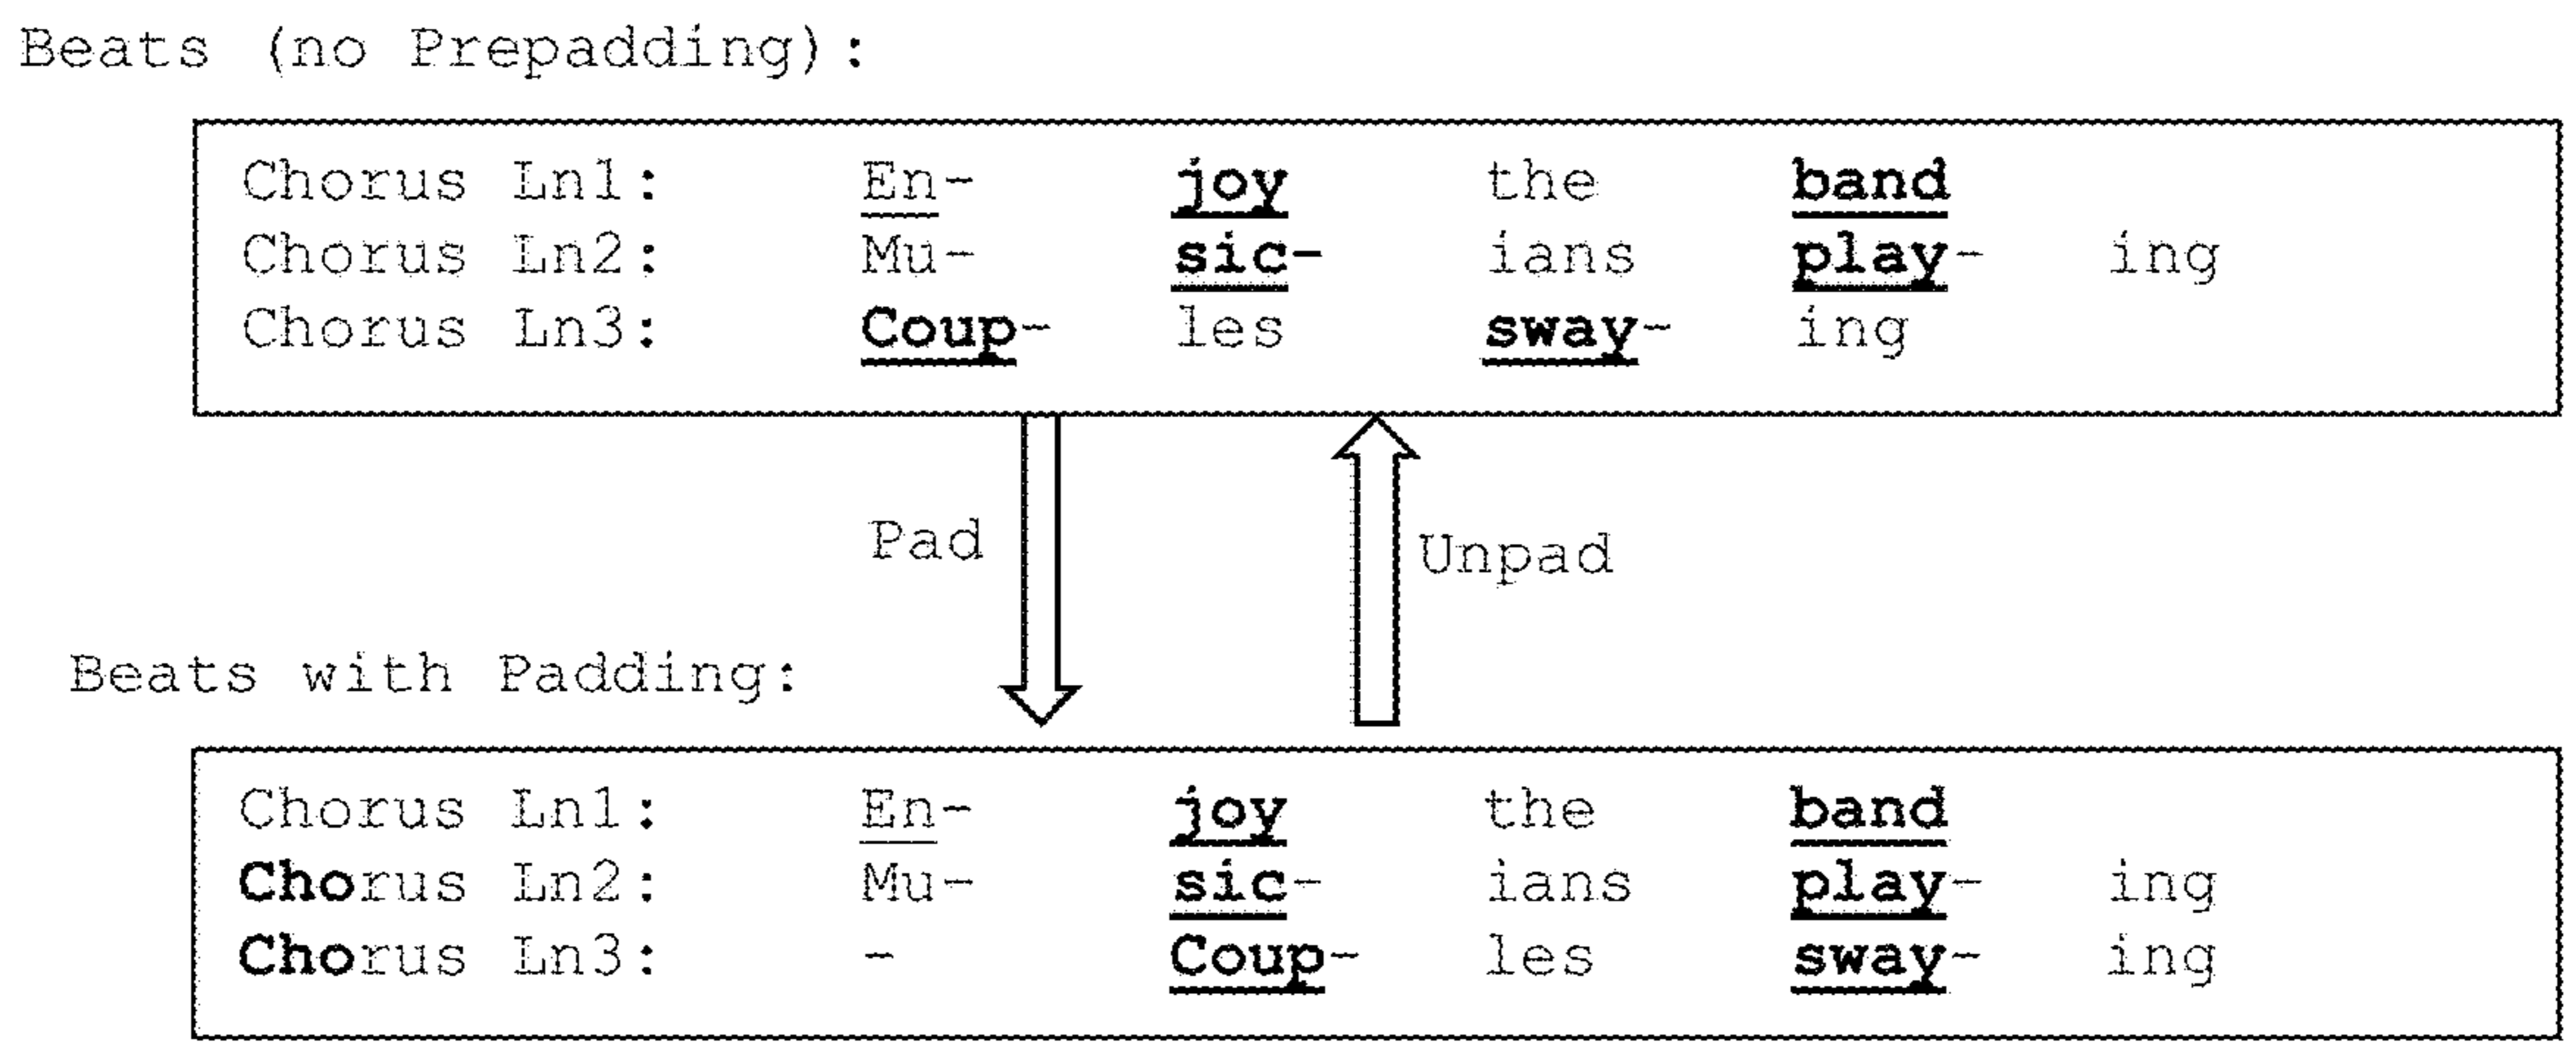 Beats (no Prepadding):
Chorus Ln1: En- joy the band
Chorus Ln2: Mu- sic- ians play- ing
Chorus Ln3: Coup- les sway- ing
Pad
Unpad
Beats with Padding:
Chorus Ln1: En- joy the band
Chorus Ln2: Mu- sic- ians play- ing
Chorus Ln3: - Coup- les sway- ing